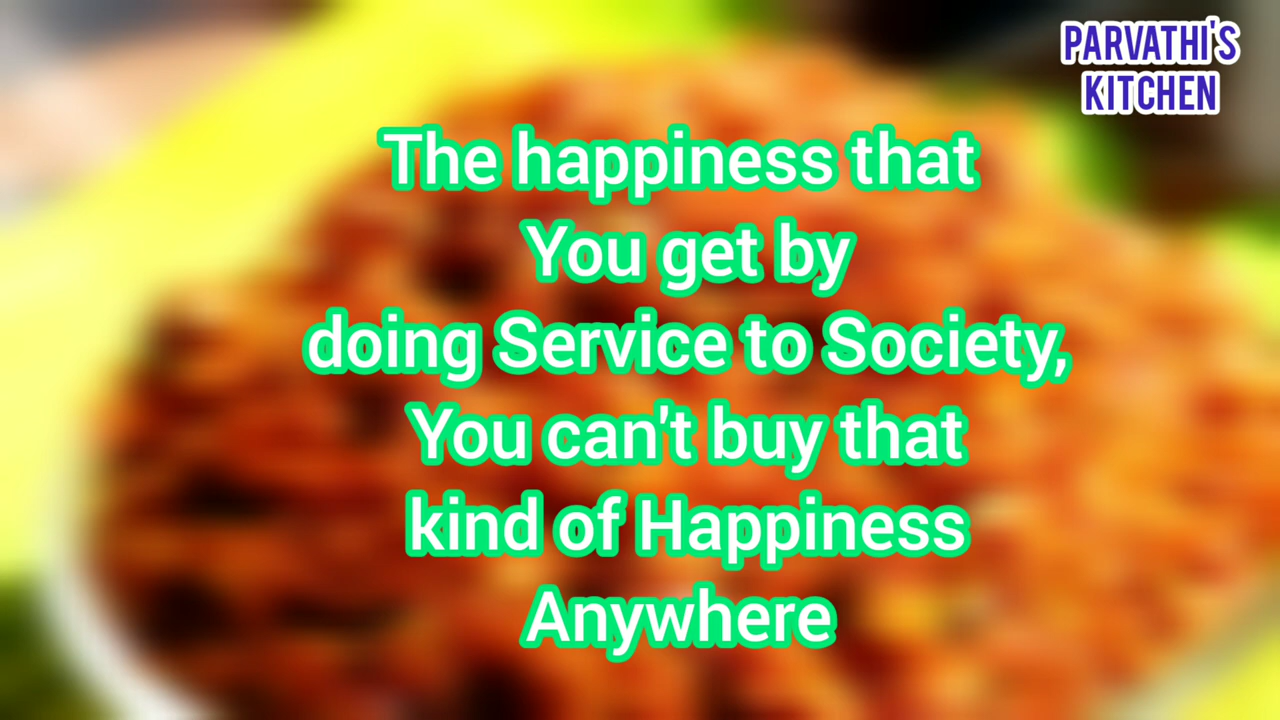 PARVATHI'S
KITCHEN
The happiness that
You get by
doing Service to Society,
You can't buy that
kind of Happiness
Anywhere